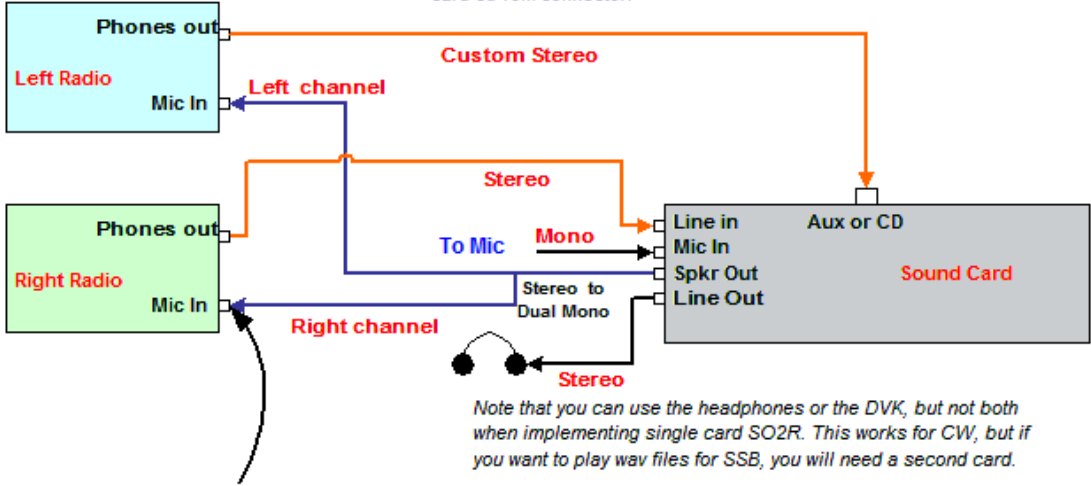 Phones out
Custom Stereo
Left Radio
Left channel
Mic In
Stereo
Phones out
Line in
Aux or CD
To Mic
Mono
Mic In
Right Radio
Spkr Out
Sound Card
Mic In
Stereo to
Dual Mono
Line Out
Right channel
Stereo
Note that you can use the headphones or the DVK, but not both
when implementing single card SO2R. This works for CW, but if
you want to play wav files for SSB, you will need a second card.